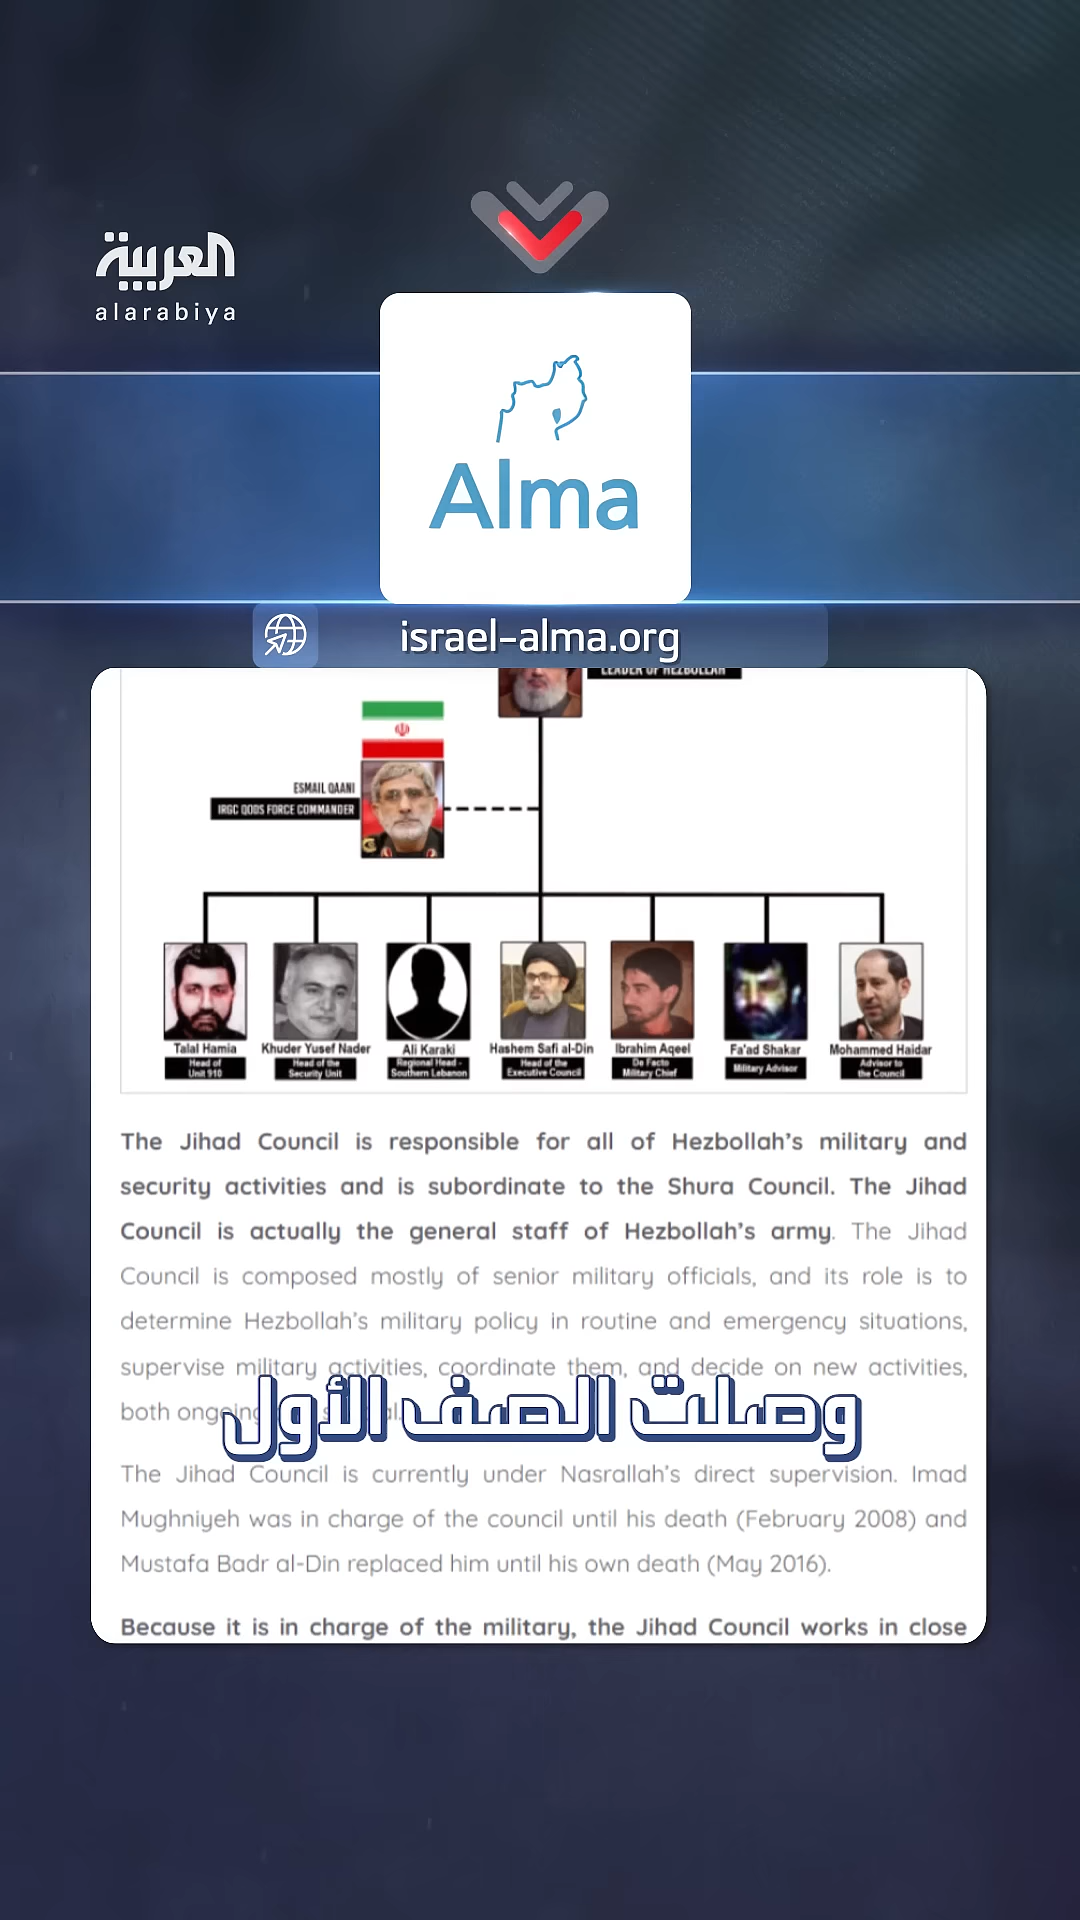 العربية
alarabiya
Alma
israel-alma.org
LEADER OF HEZBOLLAH
ESMAIL QAANI
IRGC QODS FORCE COMMANDER
Talal Hamia
Head of
Unit 910
Khuder Yusef Nader
Head of the
Security Unit
Ali Karaki
Regional Head -
Southern Lebanon
Hashem Safi al-Din
Head of the
Executive Council
Ibrahim Aqeel
De Facto
Military Chief
Fa'ad Shakar
Military Advisor
Mohammed Haidar
Advisor to
the Council
The Jihad Council is responsible for all of Hezbollah's military and
security activities and is subordinate to the Shura Council. The Jihad
Council is actually the general staff of Hezbollah's army. The Jihad
Council is composed mostly of senior military officials, and its role is to
determine Hezbollah's military policy in routine and emergency situations,
supervise military activities, coordinate them, and decide on new activities,
both
وصلت الصف الأول
The Jihad Council is currently under Nasrallah's direct supervision. Imad
Mughniyeh was in charge of the council until his death (February 2008) and
Mustafa Badr al-Din replaced him until his own death (May 2016).
Because it is in charge of the military, the Jihad Council works in close